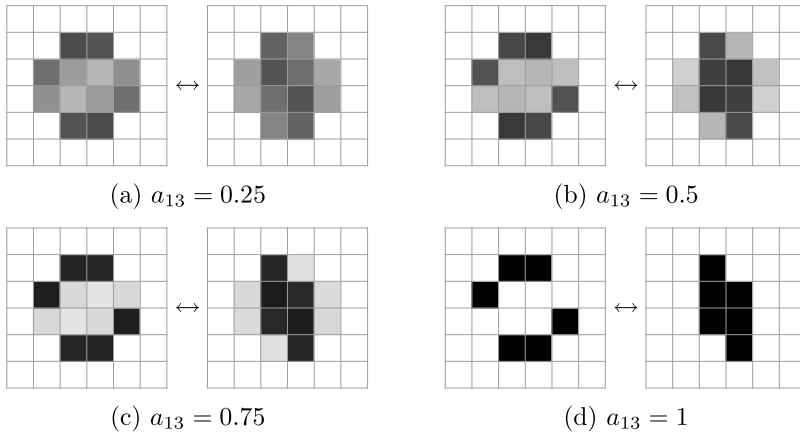 (a) a₁₃ = 0.25
(b) a₁₃ = 0.5
(c) a₁₃ = 0.75
(d) a₁₃ = 1